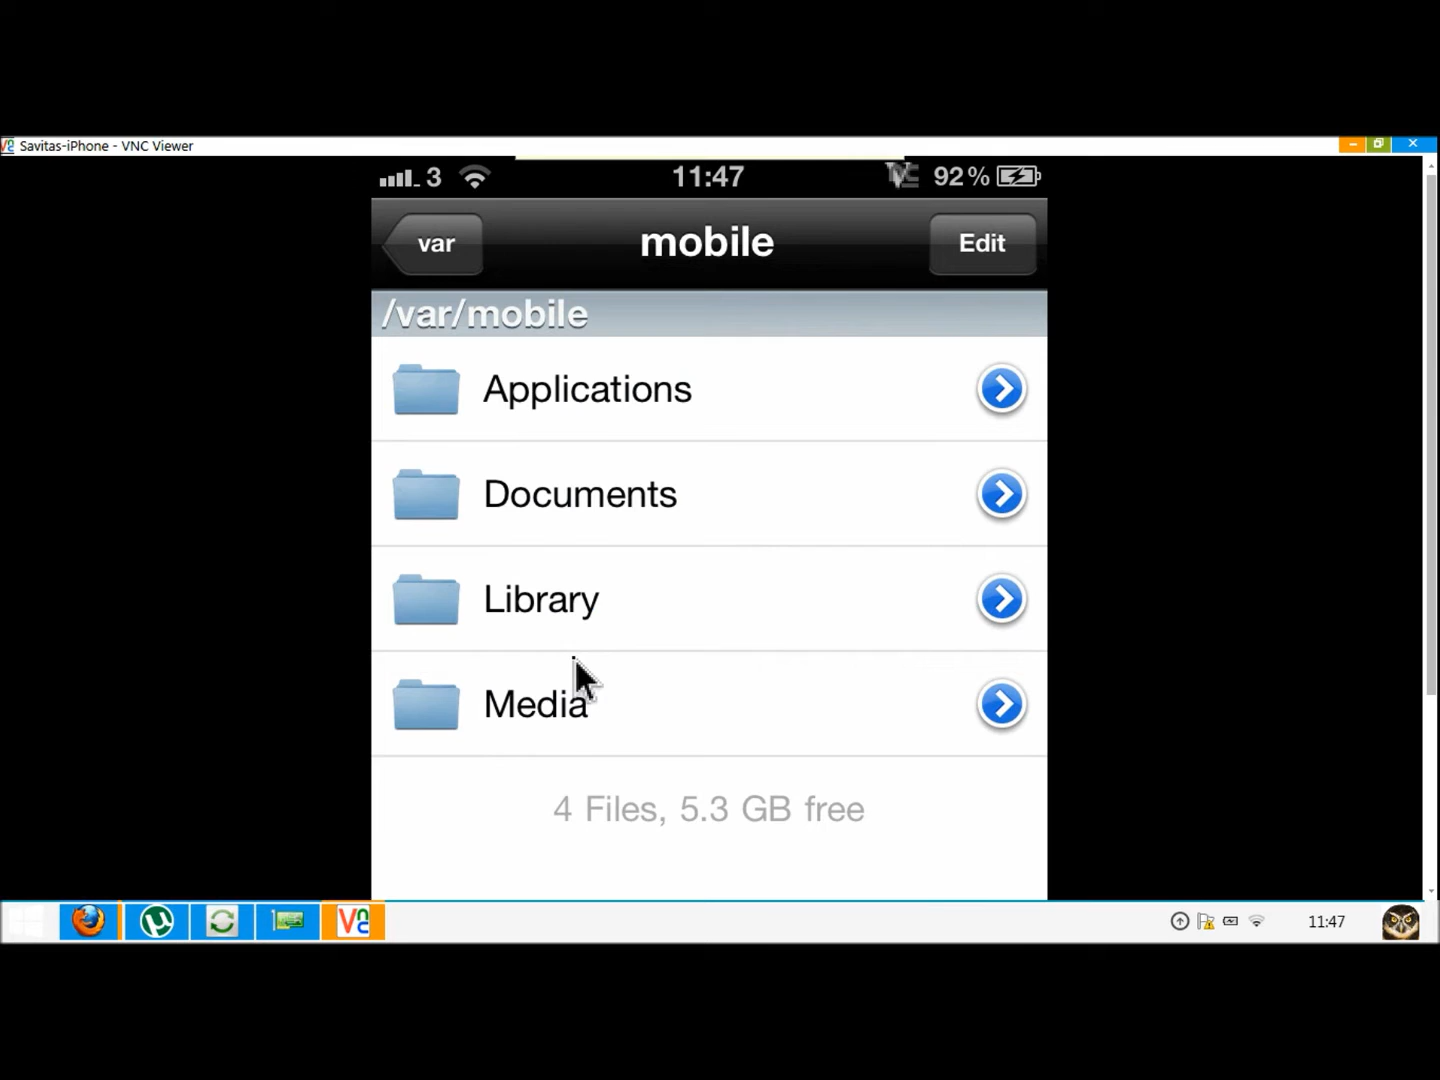 Savitas-iPhone - VNC Viewer
3 11:47 92%
var mobile Edit
/var/mobile
Applications
Documents
Library
Media
4 Files, 5.3 GB free
11:47